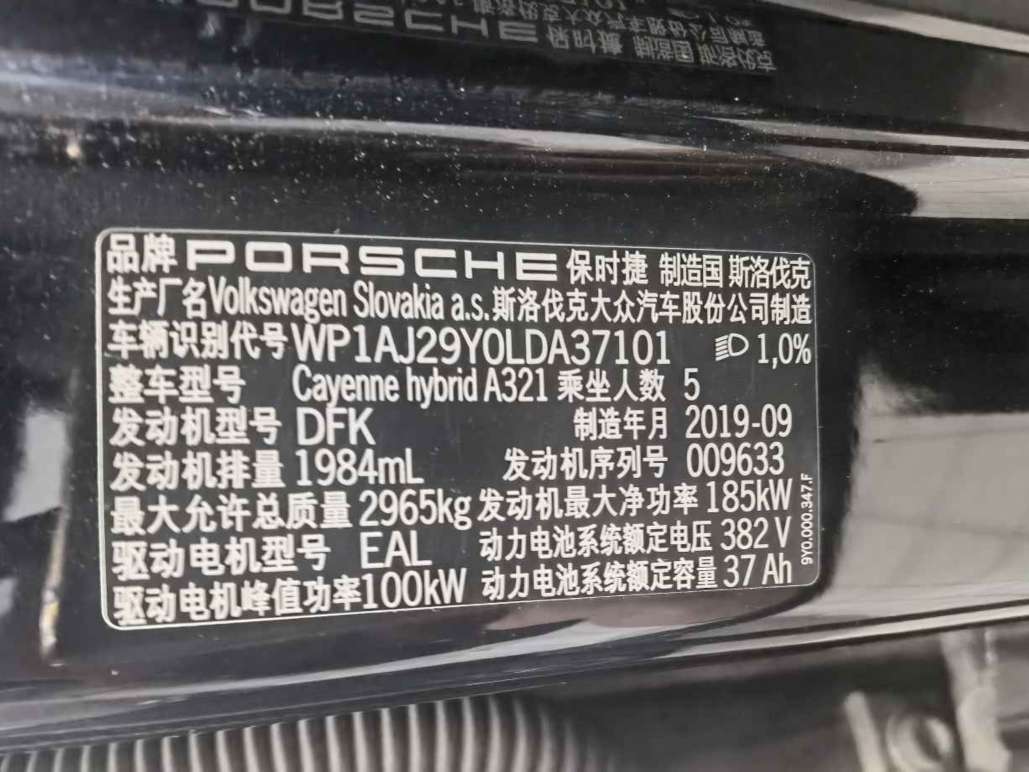 品牌 PORSCHE 保时捷 制造国 斯洛伐克
生产厂名 Volkswagen Slovakia a.s. 斯洛伐克大众汽车股份公司制造
车辆识别代号 WP1AJ29Y0LDA37101 1,0%
整车型号 Cayenne hybrid A321 乘坐人数 5
发动机型号 DFK 制造年月 2019-09
发动机排量 1984mL 发动机序列号 009633
最大允许总质量 2965kg 发动机最大净功率 185kW
驱动电机型号 EAL 动力电池系统额定电压 382 V
驱动电机峰值功率 100kW 动力电池系统额定容量 37 Ah
9Y0.000.347.F